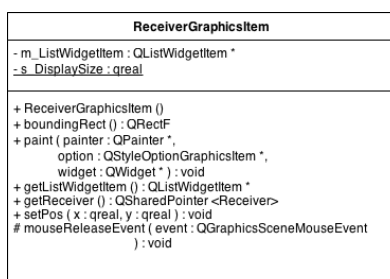 ReceiverGraphicsItem
- m_ListWidgetItem : QListWidgetItem *
- s_DisplaySize : qreal
+ ReceiverGraphicsItem ()
+ boundingRect () : QRectF
+ paint ( painter : QPainter *,
option : QStyleOptionGraphicsItem *,
widget : QWidget * ) : void
+ getListWidgetItem () : QListWidgetItem *
+ getReceiver () : QSharedPointer <Receiver>
+ setPos ( x : qreal, y : qreal ) : void
# mouseReleaseEvent ( event : QGraphicsSceneMouseEvent
) : void